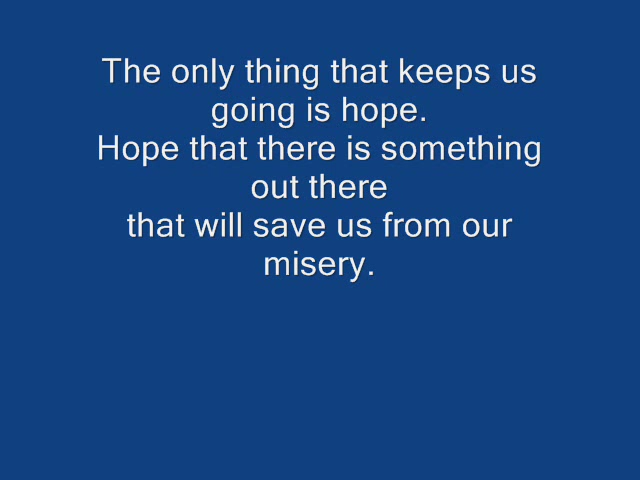 The only thing that keeps us
going is hope.
Hope that there is something
out there
that will save us from our
misery.